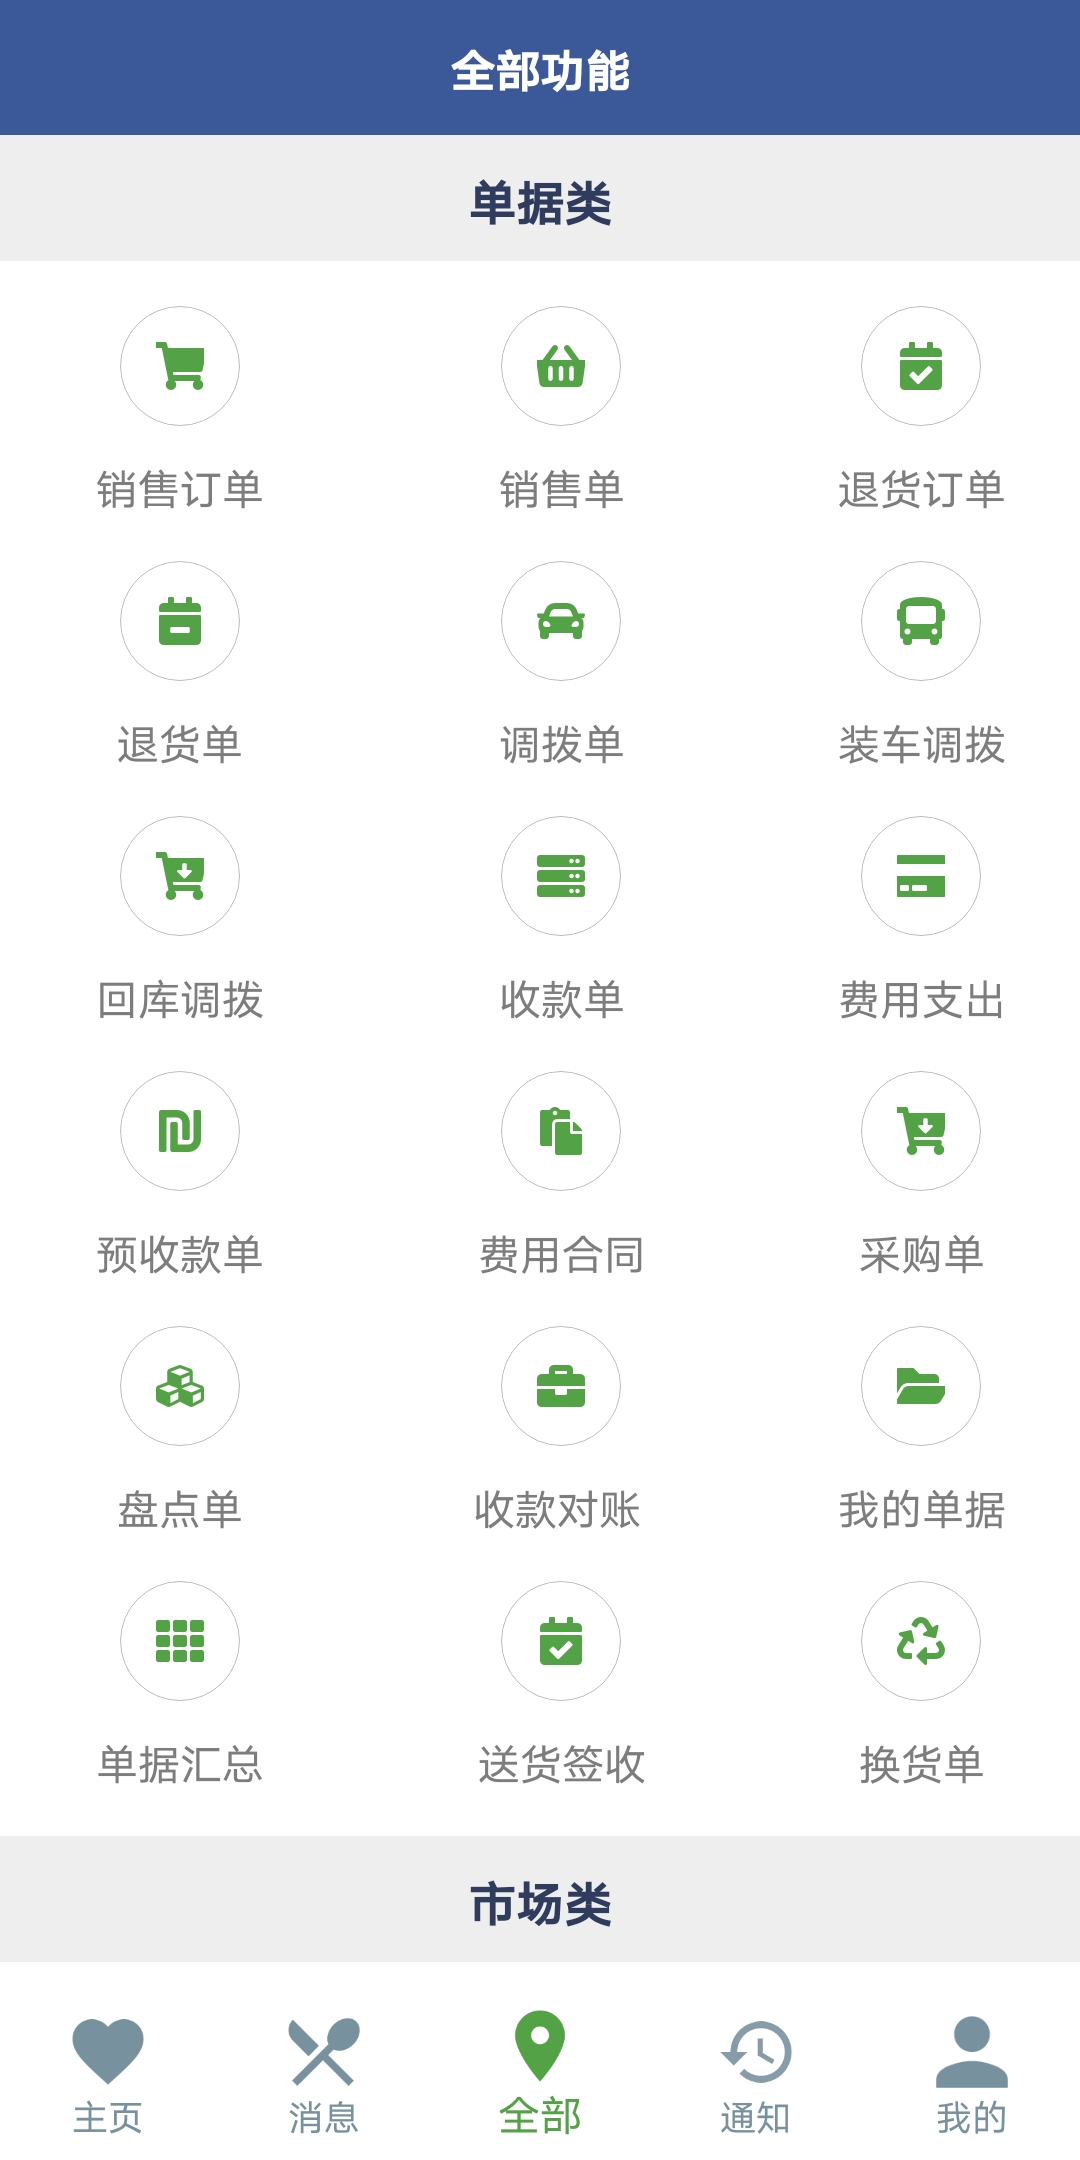 全部功能
单据类
销售订单 销售单 退货订单
退货单 调拨单 装车调拨
回库调拨 收款单 费用支出
预收款单 费用合同 采购单
盘点单 收款对账 我的单据
单据汇总 送货签收 换货单
市场类
主页 消息 全部 通知 我的